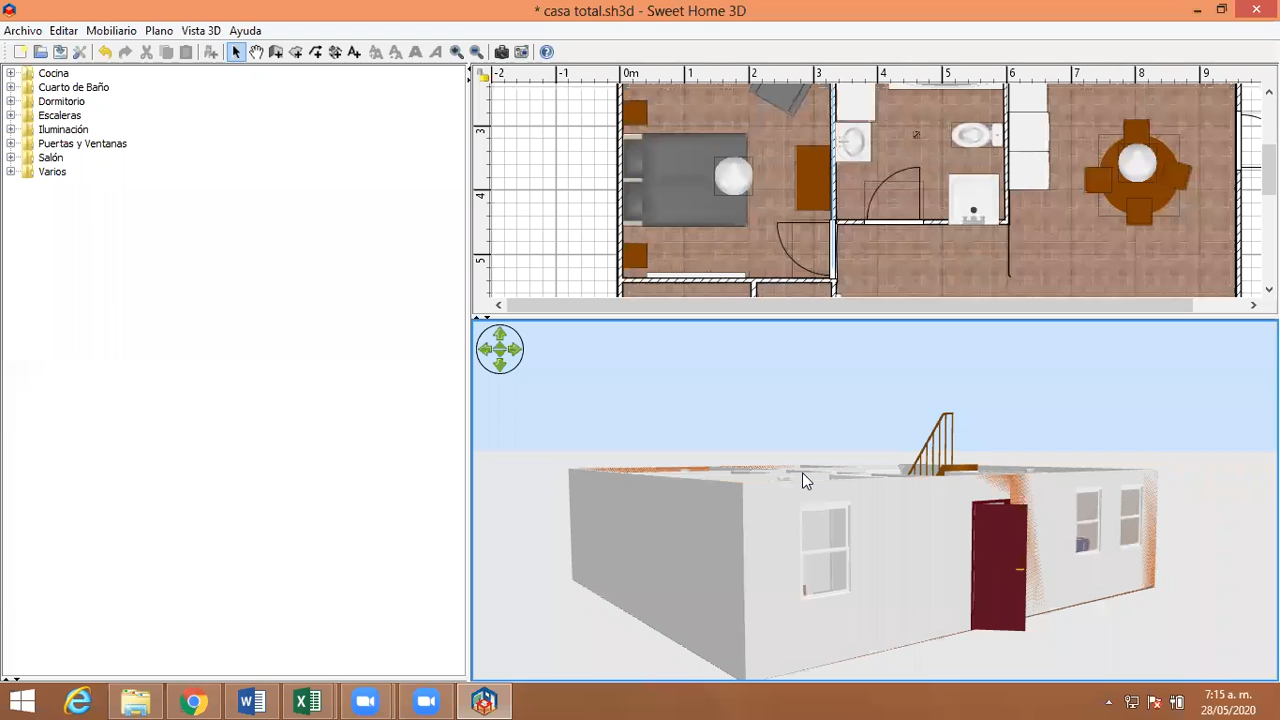 * casa total.sh3d - Sweet Home 3D
Archivo Editar Mobiliario Plano Vista 3D Ayuda
Cocina
Cuarto de Baño
Dormitorio
Escaleras
Iluminación
Puertas y Ventanas
Salón
Varios
-2 -1 0m 1 2 3 4 5 6 7 8 9
3
4
5
7:15 a. m.
28/05/2020